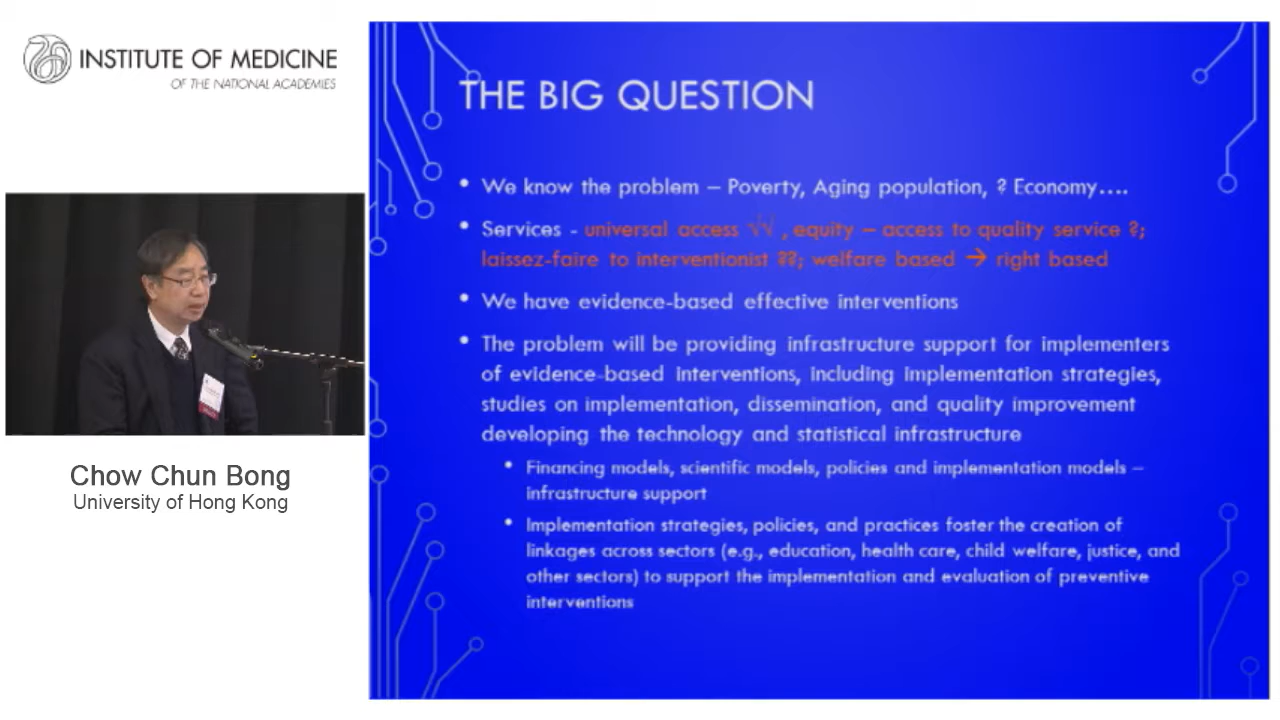 INSTITUTE OF MEDICINE
OF THE NATIONAL ACADEMIES
Chow Chun Bong
University of Hong Kong
THE BIG QUESTION
• We know the problem – Poverty, Aging population, ? Economy....
• Services - universal access √√ , equity – access to quality service ?;
laissez-faire to interventionist ??; welfare based → right based
• We have evidence-based effective interventions
• The problem will be providing infrastructure support for implementers
of evidence-based interventions, including implementation strategies,
studies on implementation, dissemination, and quality improvement
developing the technology and statistical infrastructure
• Financing models, scientific models, policies and implementation models –
infrastructure support
• Implementation strategies, policies, and practices foster the creation of
linkages across sectors (e.g., education, health care, child welfare, justice, and
other sectors) to support the implementation and evaluation of preventive
interventions